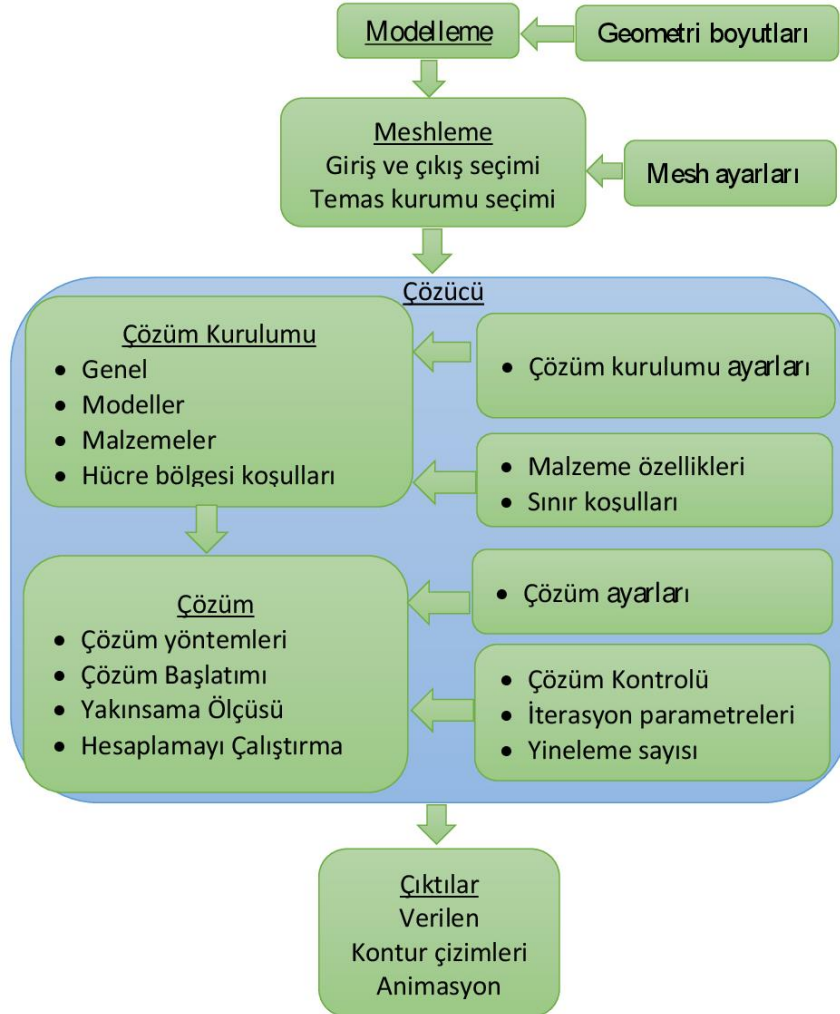 Modelleme
Geometri boyutları
Meshleme
Giriş ve çıkış seçimi
Temas kurumu seçimi
Mesh ayarları
Çözücü
Çözüm Kurulumu
• Genel
• Modeller
• Malzemeler
• Hücre bölgesi koşulları
• Çözüm kurulumu ayarları
• Malzeme özellikleri
• Sınır koşulları
Çözüm
• Çözüm yöntemleri
• Çözüm Başlatımı
• Yakınsama Ölçüsü
• Hesaplamayı Çalıştırma
• Çözüm ayarları
• Çözüm Kontrolü
• İterasyon parametreleri
• Yineleme sayısı
Çıktılar
Verilen
Kontur çizimleri
Animasyon